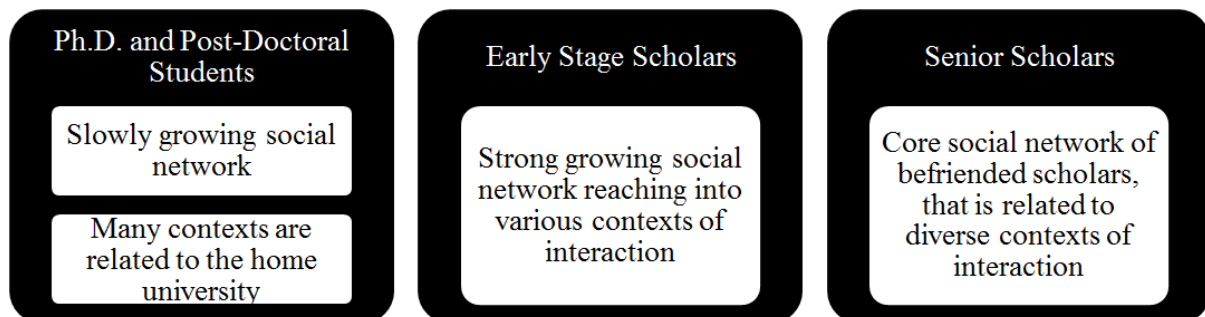 Ph.D. and Post-Doctoral
Students
Slowly growing social
network
Many contexts are
related to the home
university
Early Stage Scholars
Strong growing social
network reaching into
various contexts of
interaction
Senior Scholars
Core social network of
befriended scholars,
that is related to
diverse contexts of
interaction